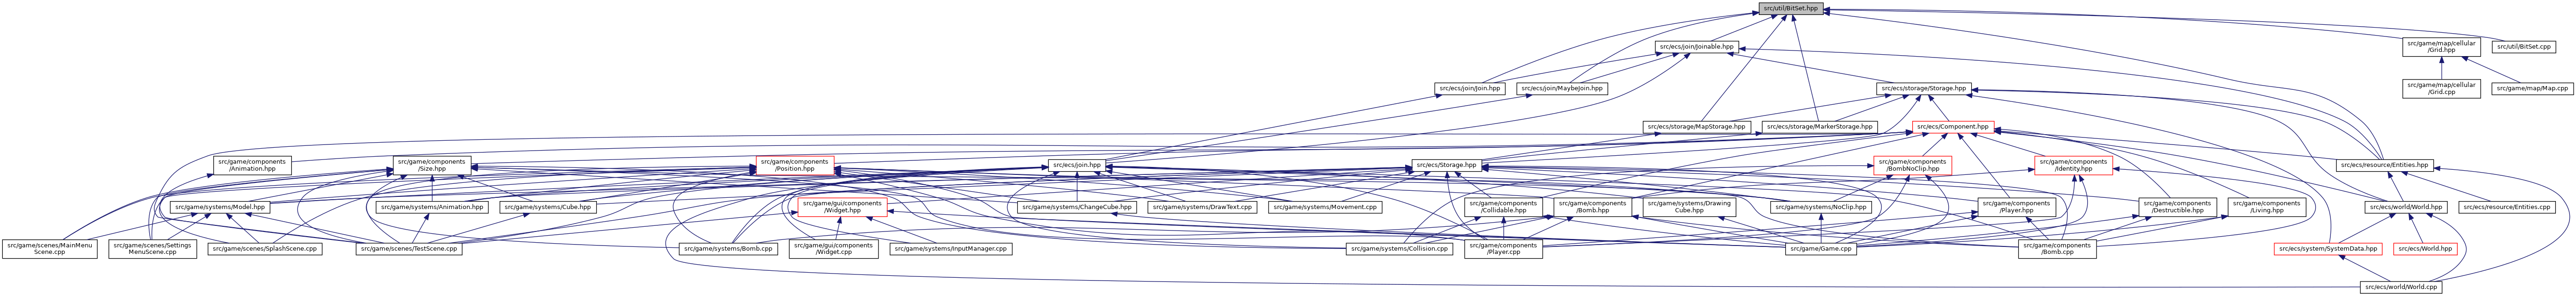 src/util/BitSet.hpp
src/ecs/join/Joinable.hpp
src/game/map/cellular
/Grid.hpp
src/util/BitSet.cpp
src/ecs/join/Join.hpp
src/ecs/join/MaybeJoin.hpp
src/ecs/storage/Storage.hpp
src/game/map/cellular
/Grid.cpp
src/game/map/Map.cpp
src/ecs/storage/MapStorage.hpp
src/ecs/storage/MarkerStorage.hpp
src/ecs/Component.hpp
src/game/components
/Animation.hpp
src/game/components
/Size.hpp
src/game/components
/Position.hpp
src/ecs/join.hpp
src/ecs/Storage.hpp
src/game/components
/BombNoClip.hpp
src/game/components
/Identity.hpp
src/ecs/resource/Entities.hpp
src/game/systems/Model.hpp
src/game/systems/Animation.hpp
src/game/systems/Cube.hpp
src/game/gui/components
/Widget.hpp
src/game/systems/ChangeCube.hpp
src/game/systems/DrawText.cpp
src/game/systems/Movement.cpp
src/game/components
/Collidable.hpp
src/game/components
/Bomb.hpp
src/game/systems/Drawing
Cube.hpp
src/game/systems/NoClip.hpp
src/game/components
/Player.hpp
src/game/components
/Destructible.hpp
src/game/components
/Living.hpp
src/ecs/world/World.hpp
src/ecs/resource/Entities.cpp
src/game/scenes/MainMenu
Scene.cpp
src/game/scenes/Settings
MenuScene.cpp
src/game/scenes/SplashScene.cpp
src/game/scenes/TestScene.cpp
src/game/systems/Bomb.cpp
src/game/gui/components
/Widget.cpp
src/game/systems/InputManager.cpp
src/game/systems/Collision.cpp
src/game/components
/Player.cpp
src/game/Game.cpp
src/game/components
/Bomb.cpp
src/ecs/system/SystemData.hpp
src/ecs/World.hpp
src/ecs/world/World.cpp